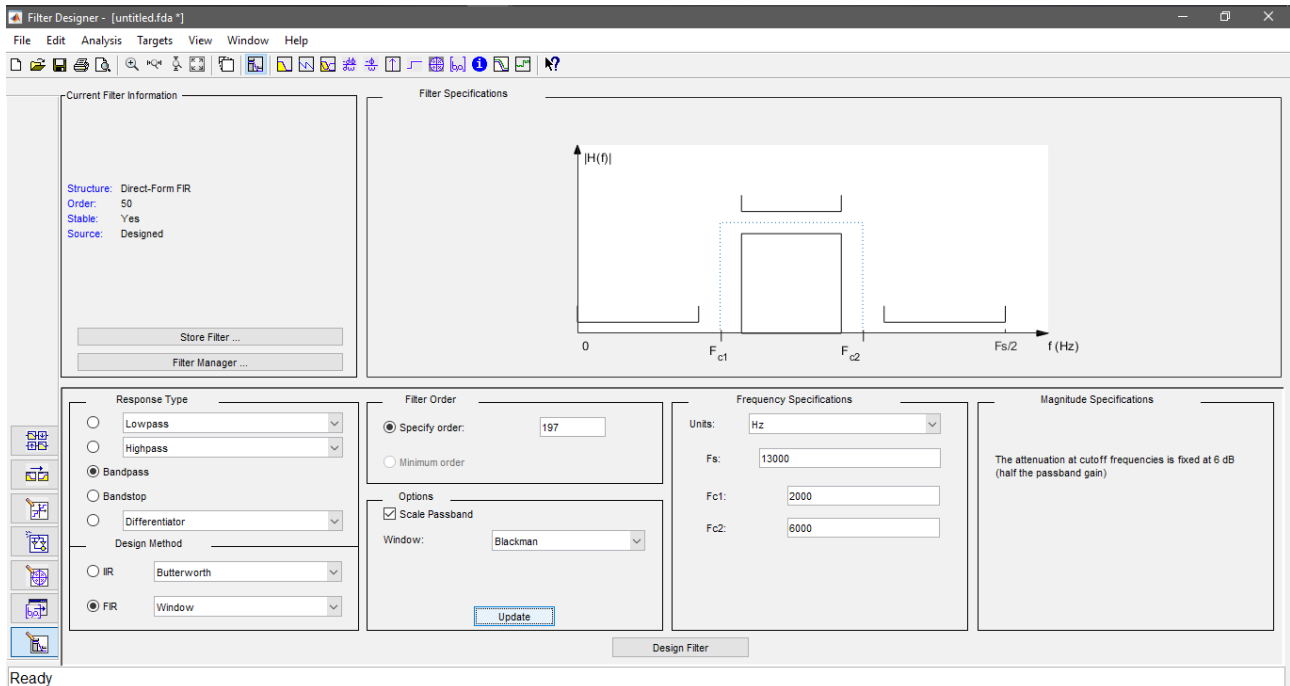 Filter Designer - [untitled.fda *]
File Edit Analysis Targets View Window Help
Current Filter Information
Structure: Direct-Form FIR
Order: 50
Stable: Yes
Source: Designed
Store Filter ...
Filter Manager ...
Filter Specifications
|H(f)|
0 Fc1 Fc2 Fs/2 f (Hz)
Response Type
Lowpass
Highpass
Bandpass
Bandstop
Differentiator
Design Method
IIR Butterworth
FIR Window
Filter Order
Specify order: 197
Minimum order
Options
Scale Passband
Window: Blackman
Update
Frequency Specifications
Units: Hz
Fs: 13000
Fc1: 2000
Fc2: 6000
Magnitude Specifications
The attenuation at cutoff frequencies is fixed at 6 dB
(half the passband gain)
Design Filter
Ready